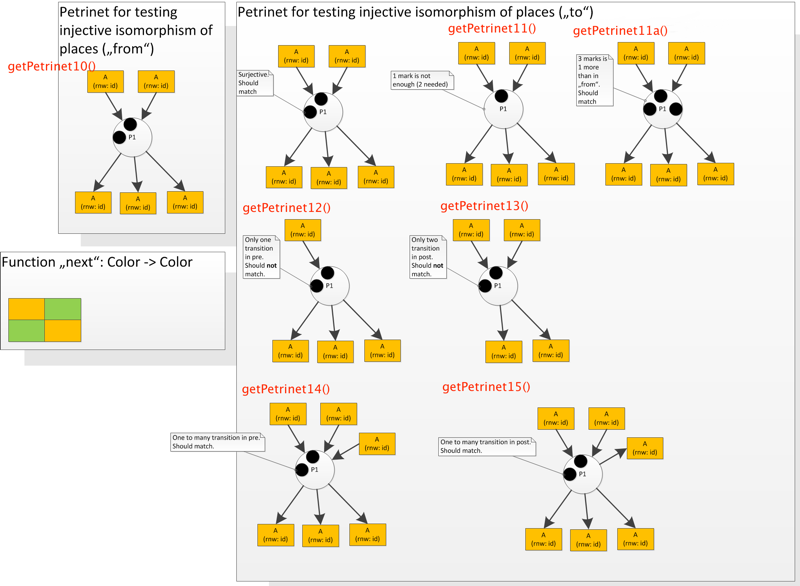 Petrinet for testing
injective isomorphism of
places („from“)
getPetrinet10()
A
(rnw: id)
A
(rnw: id)
P1
A
(rnw: id)
A
(rnw: id)
A
(rnw: id)
Function „next“: Color -> Color
Petrinet for testing injective isomorphism of places („to“)
A
(rnw: id)
A
(rnw: id)
Surjective.
Should
match
P1
A
(rnw: id)
A
(rnw: id)
A
(rnw: id)
getPetrinet11()
A
(rnw: id)
A
(rnw: id)
1 mark is not
enough (2 needed)
P1
A
(rnw: id)
A
(rnw: id)
A
(rnw: id)
getPetrinet11a()
A
(rnw: id)
A
(rnw: id)
3 marks is
1 more
than in
„from“.
Should
match
P1
A
(rnw: id)
A
(rnw: id)
A
(rnw: id)
getPetrinet12()
A
(rnw: id)
Only one
transition
in pre.
Should not
match.
P1
A
(rnw: id)
A
(rnw: id)
A
(rnw: id)
getPetrinet13()
A
(rnw: id)
A
(rnw: id)
Only two
transition
in post.
Should not
match.
P1
A
(rnw: id)
A
(rnw: id)
getPetrinet14()
A
(rnw: id)
A
(rnw: id)
A
(rnw: id)
One to many transition in pre.
Should match.
P1
A
(rnw: id)
A
(rnw: id)
A
(rnw: id)
getPetrinet15()
A
(rnw: id)
A
(rnw: id)
A
(rnw: id)
One to many transition in post.
Should match.
P1
A
(rnw: id)
A
(rnw: id)
A
(rnw: id)